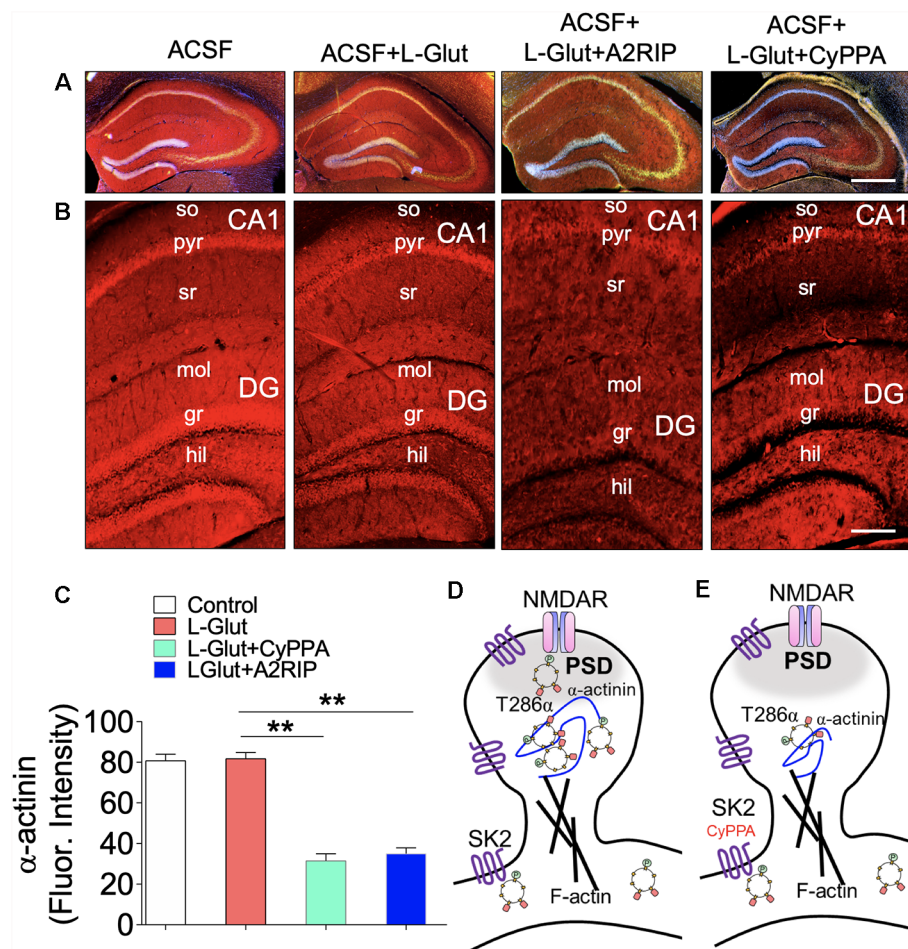 ACSF
ACSF+L-Glut
ACSF+
L-Glut+A2RIP
ACSF+
L-Glut+CyPPA
A
B
so
CA1
pyr
sr
mol
DG
gr
hil
so
CA1
pyr
sr
mol
DG
gr
hil
so
CA1
pyr
sr
mol
DG
gr
hil
so
CA1
pyr
sr
mol
DG
gr
hil
C
Control
L-Glut
L-Glut+CyPPA
LGlut+A2RIP
α-actinin
(Fluor. Intensity)
100
80
60
40
20
0
**
**
D
NMDAR
P
PSD
T286α
α-actinin
P
P
P
SK2
P
P
F-actin
E
NMDAR
PSD
T286α
α-actinin
P
SK2
CyPPA
P
P
F-actin